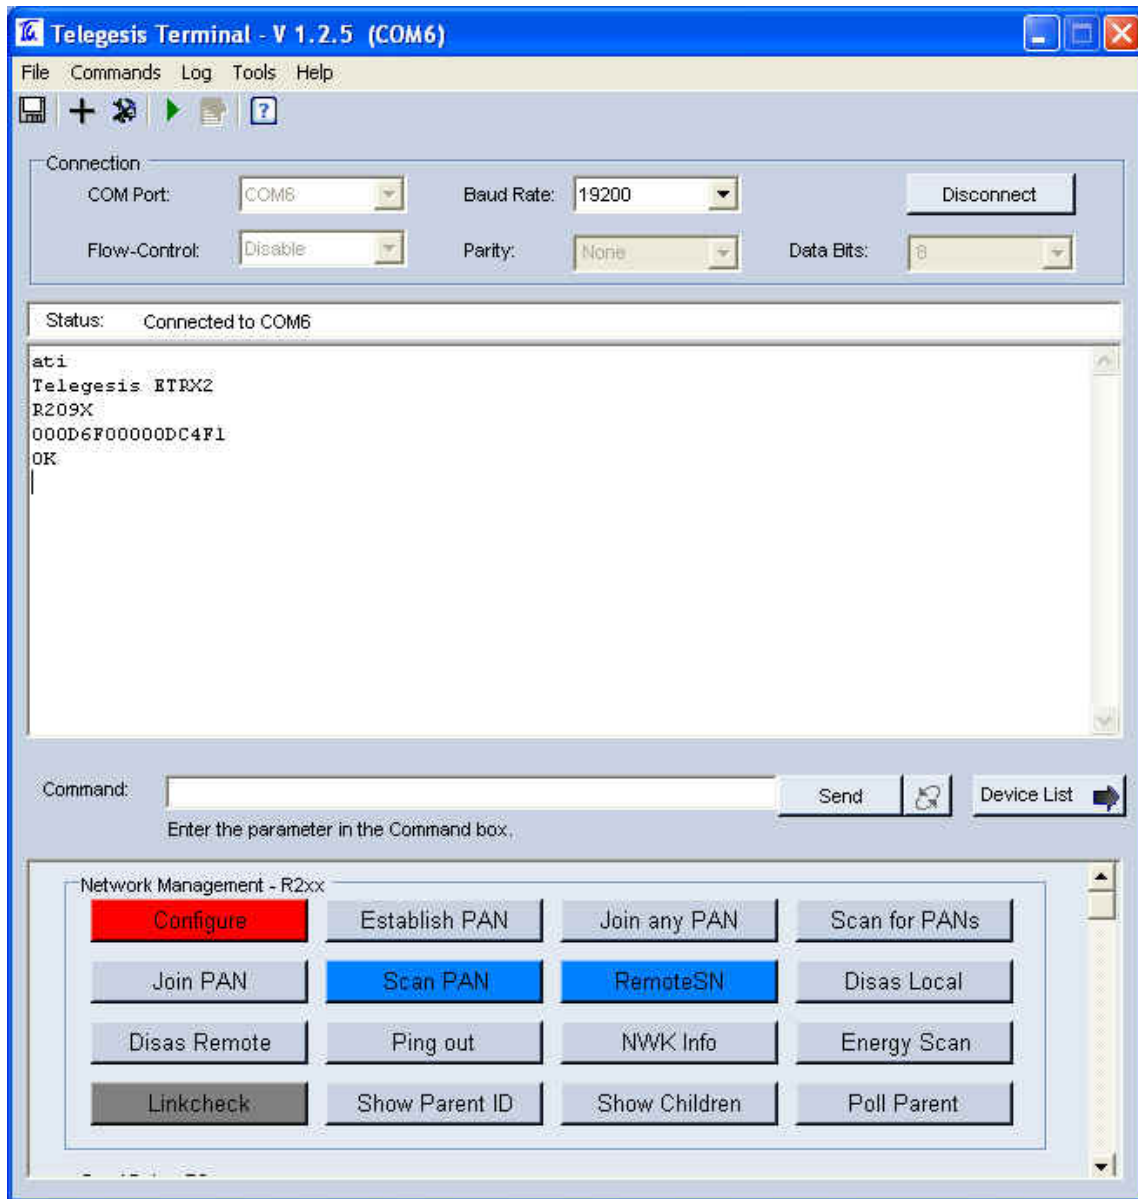 Telegesis Terminal - V 1.2.5 (COM6)
File Commands Log Tools Help
Connection
COM Port: COM6 Baud Rate: 19200 Disconnect
Flow-Control: Disable Parity: None Data Bits: 8
Status: Connected to COM6
ati
Telegesis ETRX2
R209X
000D6F00000DC4F1
OK
Command: Send Device List
Enter the parameter in the Command box.
Network Management - R2xx
Configure Establish PAN Join any PAN Scan for PANs
Join PAN Scan PAN RemoteSN Disas Local
Disas Remote Ping out NWK Info Energy Scan
Linkcheck Show Parent ID Show Children Poll Parent